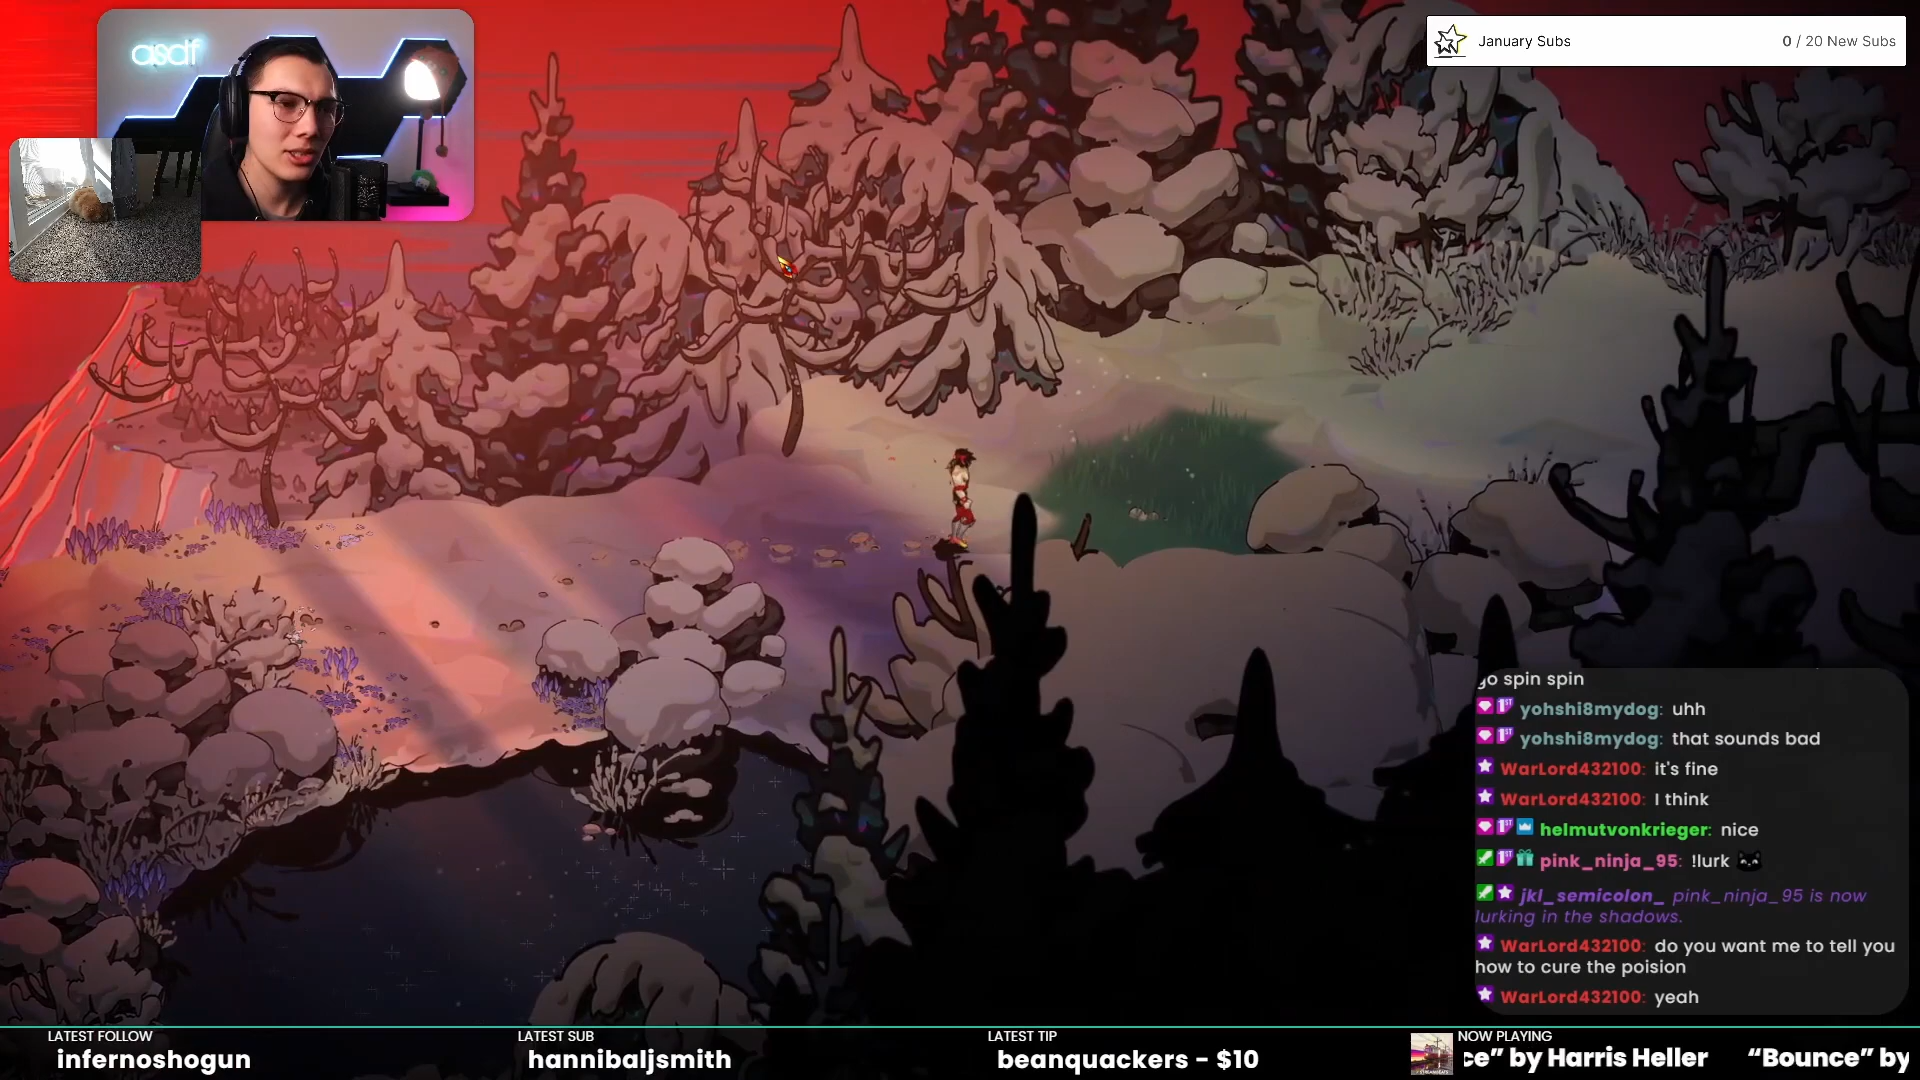 asdf
January Subs
0 / 20 New Subs
go spin spin
yohshi8mydog: uhh
yohshi8mydog: that sounds bad
WarLord432100: it's fine
WarLord432100: I think
helmutvonkrieger: nice
pink_ninja_95: !lurk
jkl_semicolon_ pink_ninja_95 is now
lurking in the shadows.
WarLord432100: do you want me to tell you
how to cure the poision
WarLord432100: yeah
LATEST FOLLOW
infernoshogun
LATEST SUB
hannibaljsmith
LATEST TIP
beanquackers - $10
NOW PLAYING
ce” by Harris Heller “Bounce” by